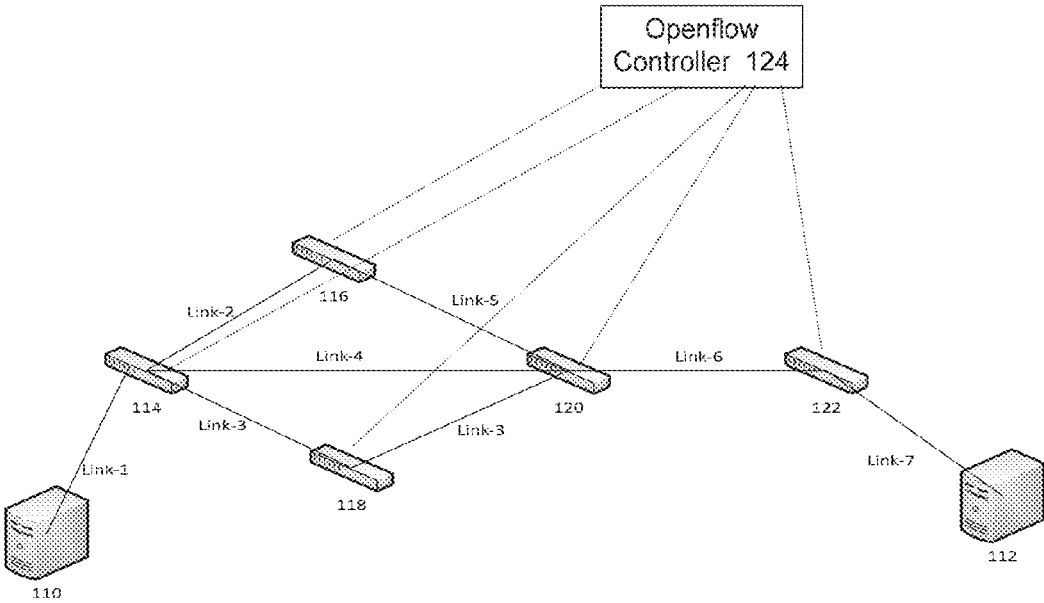 Openflow
Controller 124
116
Link-5
Link-2
Link-4
Link-6
114
120
122
Link-3
Link-3
Link-1
Link-7
118
112
110